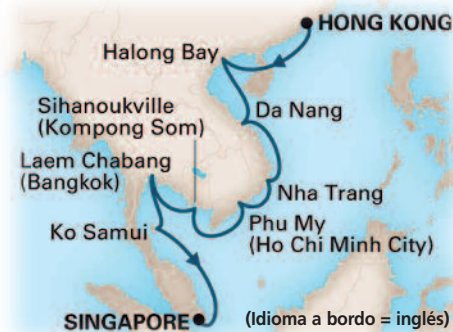 HONG KONG
Halong Bay
Sihanoukville
(Kompong Som)
Da Nang
Laem Chabang
(Bangkok)
Nha Trang
Ko Samui
Phu My
(Ho Chi Minh City)
SINGAPORE
(Idioma a bordo = inglés)